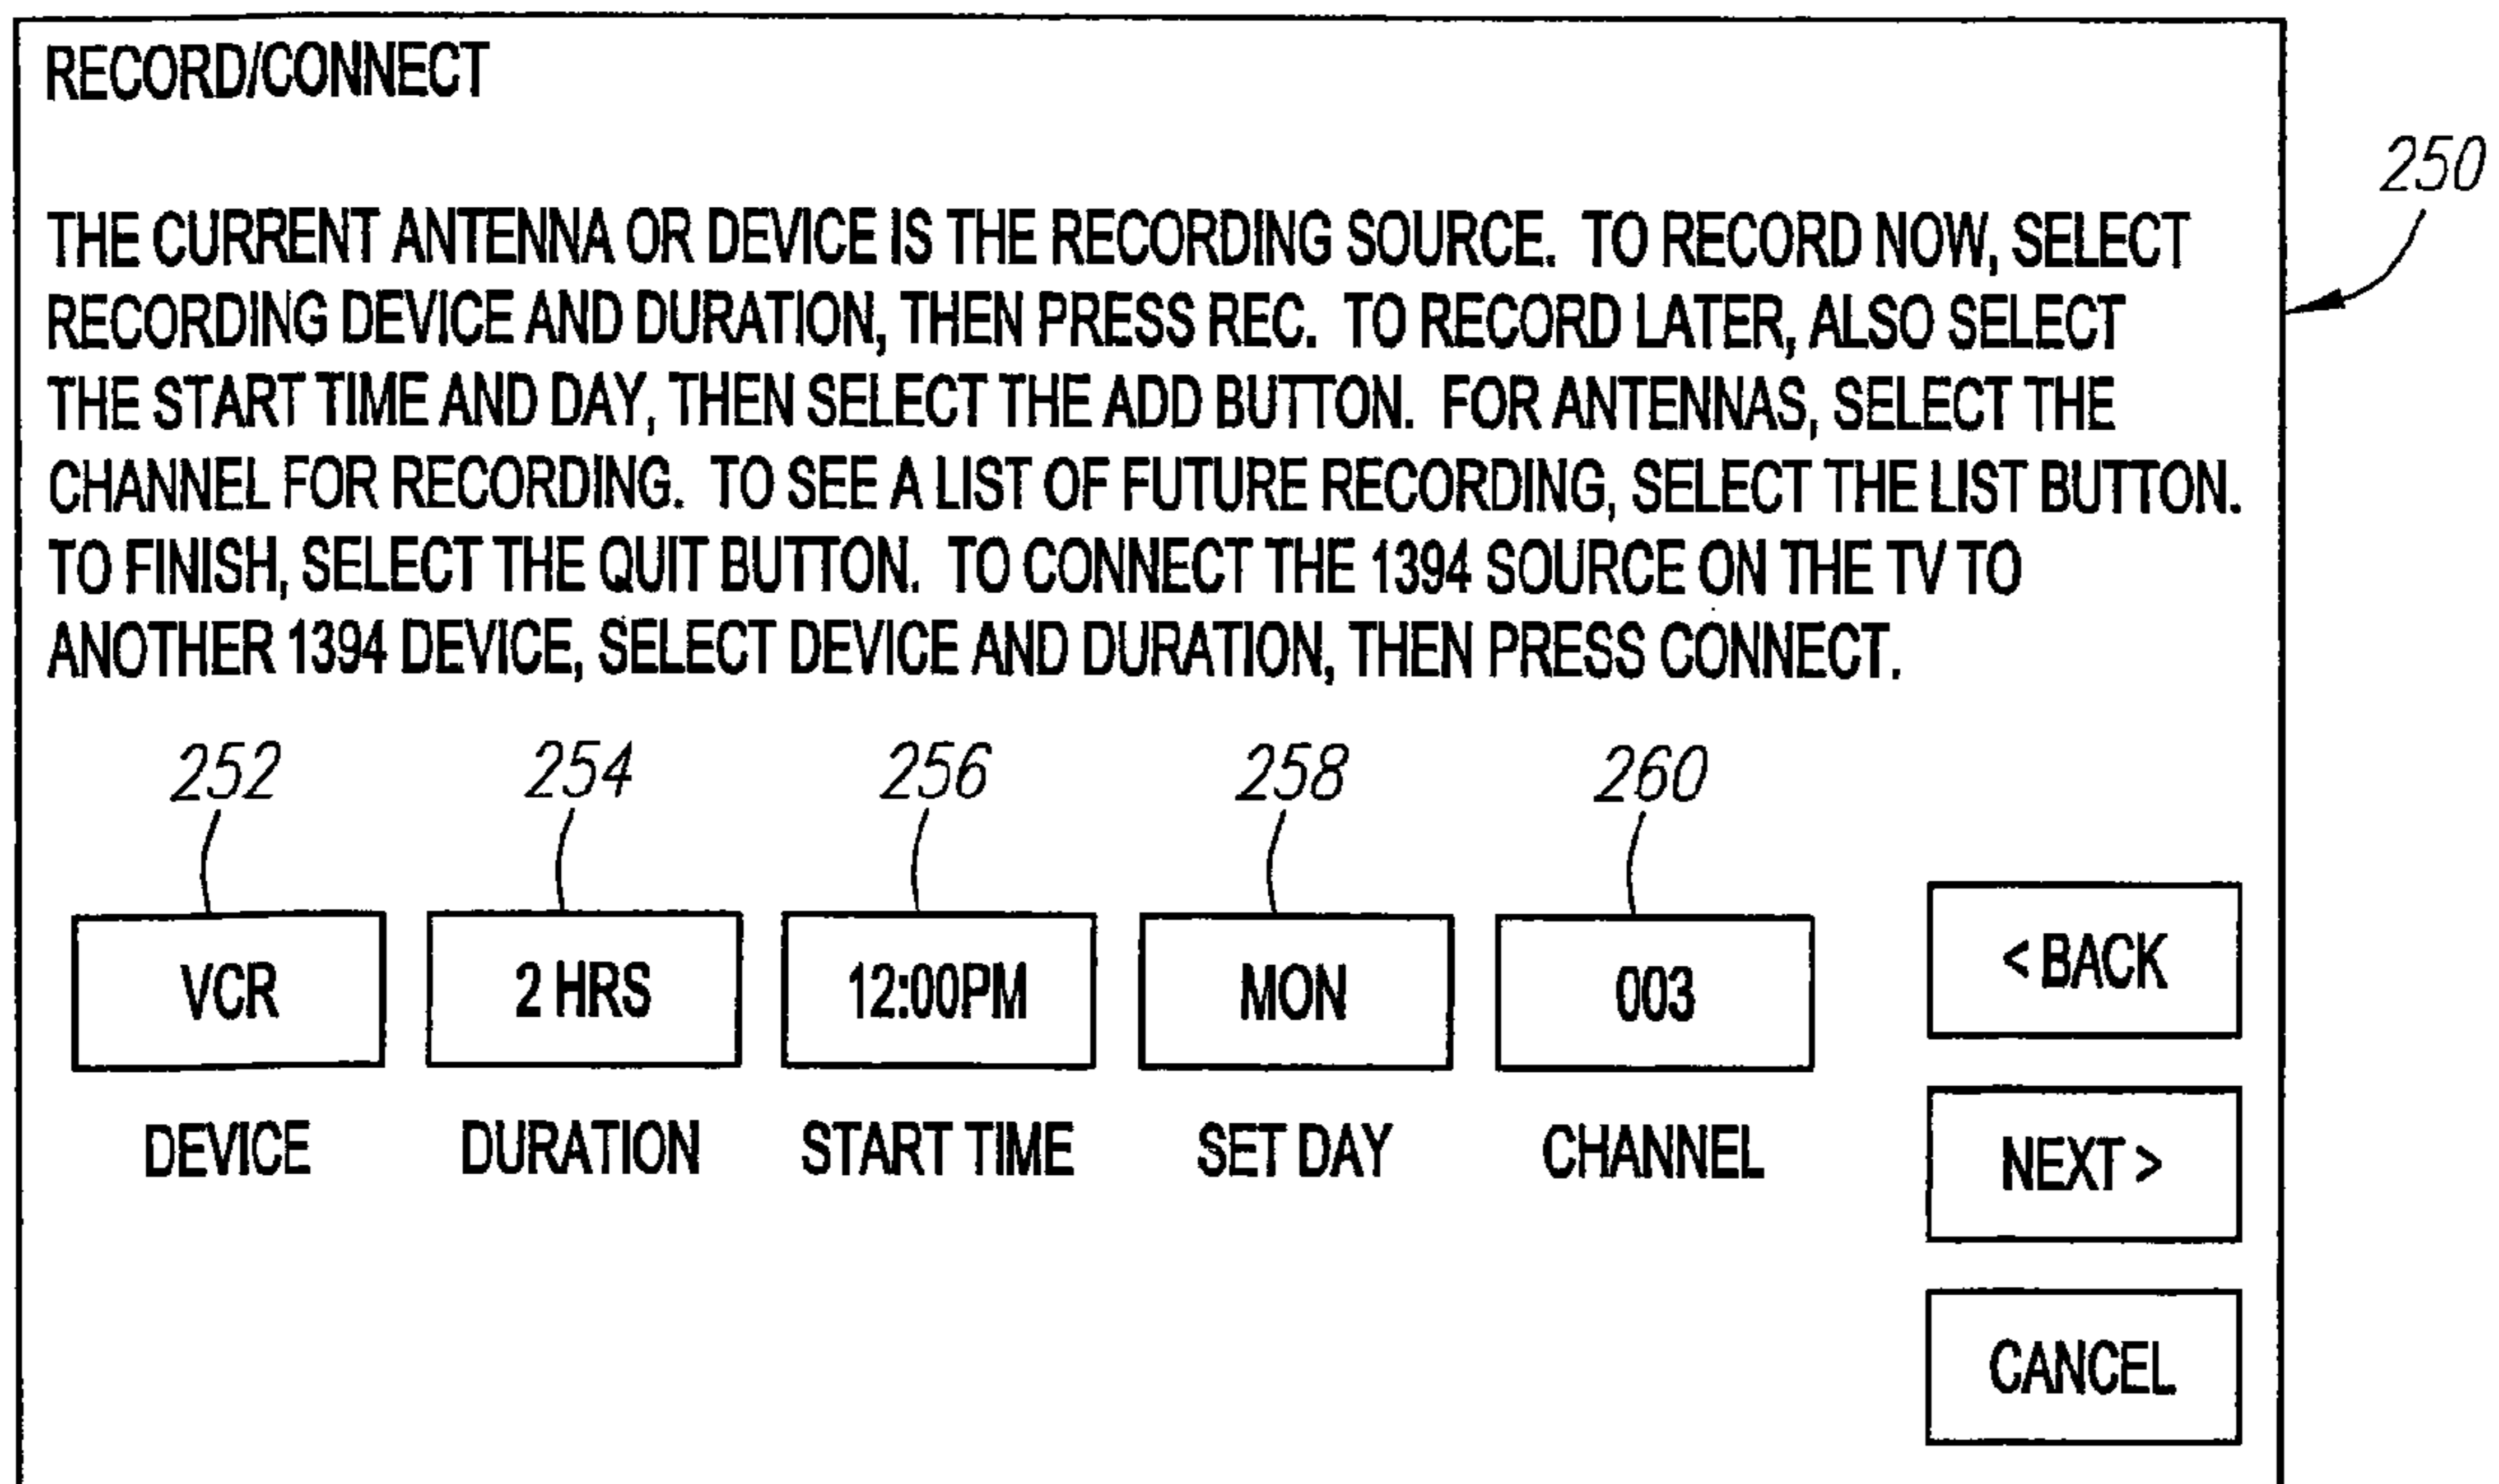 RECORD/CONNECT
250
THE CURRENT ANTENNA OR DEVICE IS THE RECORDING SOURCE. TO RECORD NOW, SELECT
RECORDING DEVICE AND DURATION, THEN PRESS REC. TO RECORD LATER, ALSO SELECT
THE START TIME AND DAY, THEN SELECT THE ADD BUTTON. FOR ANTENNAS, SELECT THE
CHANNEL FOR RECORDING. TO SEE A LIST OF FUTURE RECORDING, SELECT THE LIST BUTTON.
TO FINISH, SELECT THE QUIT BUTTON. TO CONNECT THE 1394 SOURCE ON THE TV TO
ANOTHER 1394 DEVICE, SELECT DEVICE AND DURATION, THEN PRESS CONNECT.
252 254 256 258 260
VCR 2 HRS 12:00PM MON 003 < BACK
DEVICE DURATION START TIME SET DAY CHANNEL NEXT >
CANCEL